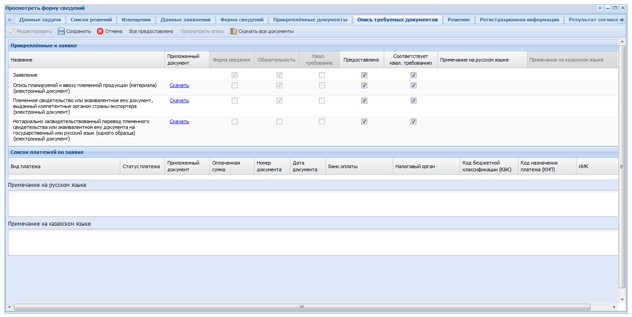 Просмотреть форму сведений
Данные задачи Список решений Извещения Данные заявления Форма сведений Прикреплённые документы Опись требуемых документов Решение Регистрационная информация Результат согласо
Редактировать Сохранить Отмена Все предоставлено Просмотреть опись Скачать все документы
Прикреплённые к заявке
Название Приложенный документ Форма сведения Обязательность Квал. требование Предоставлено Соответствует квал. требованию Примечание на русском языке Примечание на казахском языке
Заявление
Опись планируемой к ввозу племенной продукции (материала) (электронный документ) Скачать
Племенное свидетельство или эквивалентное ему документ, выданный компетентным органом страны-экспортера (электронный документ) Скачать
Нотариально засвидетельствованный перевод племенного свидетельства или эквивалентного ему документа на государственный или русский язык (одного образца) (электронный документ) Скачать
Список платежей по заявке
Вид платежа Статус платежа Приложенный документ Оплаченная сумма Номер документа Дата документа Банк оплаты Налоговый орган Код бюджетной классификации (КБК) Код назначения платежа (КНП) ИИК
Примечание на русском языке
Примечание на казахском языке